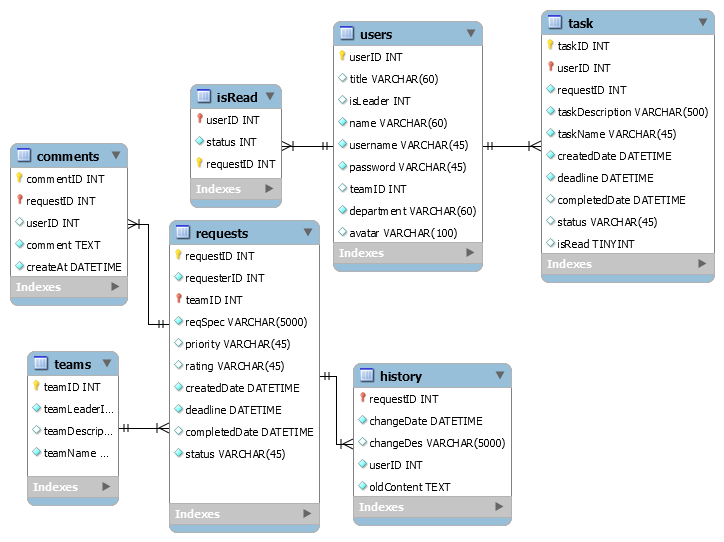 users
userID INT
title VARCHAR(60)
isLeader INT
name VARCHAR(60)
username VARCHAR(45)
password VARCHAR(45)
teamID INT
department VARCHAR(60)
avatar VARCHAR(100)
Indexes
task
taskID INT
userID INT
requestID INT
taskDescription VARCHAR(500)
taskName VARCHAR(45)
createdDate DATETIME
deadline DATETIME
completedDate DATETIME
status VARCHAR(45)
isRead TINYINT
Indexes
isRead
userID INT
status INT
requestID INT
Indexes
comments
commentID INT
requestID INT
userID INT
comment TEXT
createAt DATETIME
Indexes
requests
requestID INT
requesterID INT
teamID INT
reqSpec VARCHAR(5000)
priority VARCHAR(45)
rating VARCHAR(45)
createdDate DATETIME
deadline DATETIME
completedDate DATETIME
status VARCHAR(45)
Indexes
teams
teamID INT
teamLeaderI...
teamDescrip...
teamName ...
Indexes
history
requestID INT
changeDate DATETIME
changeDes VARCHAR(5000)
userID INT
oldContent TEXT
Indexes